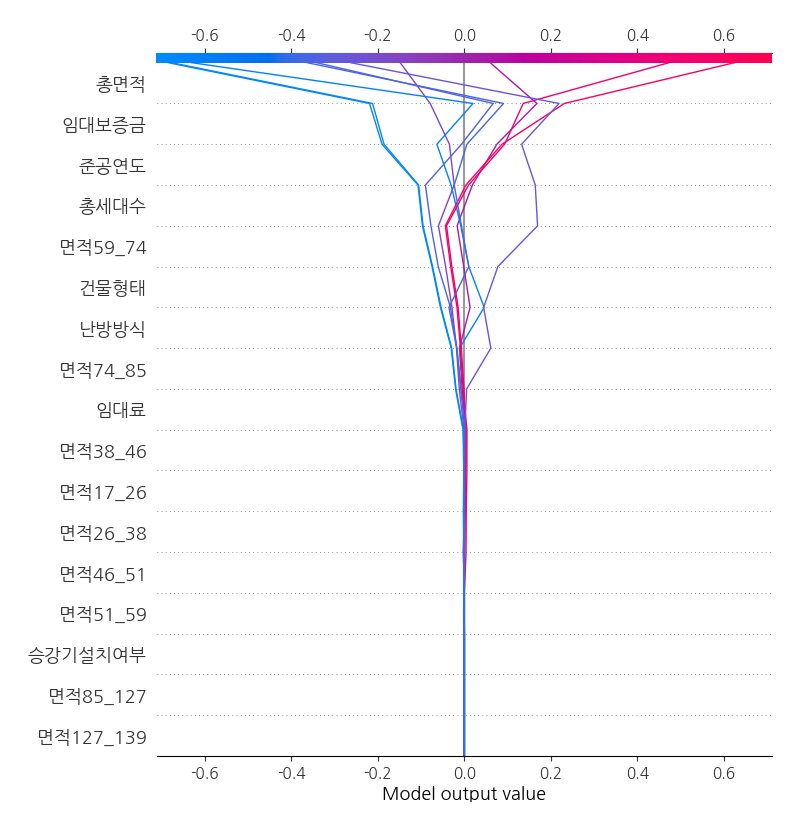 -0.6 -0.4 -0.2 0.0 0.2 0.4 0.6
총면적
임대보증금
준공연도
총세대수
면적59_74
건물형태
난방방식
면적74_85
임대료
면적38_46
면적17_26
면적26_38
면적46_51
면적51_59
승강기설치여부
면적85_127
면적127_139
-0.6 -0.4 -0.2 0.0 0.2 0.4 0.6
Model output value